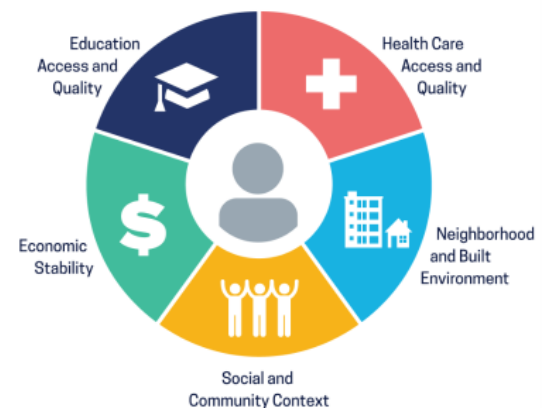 Education
Access and
Quality
Health Care
Access and
Quality
$
Economic
Stability
Neighborhood
and Built
Environment
Social and
Community Context